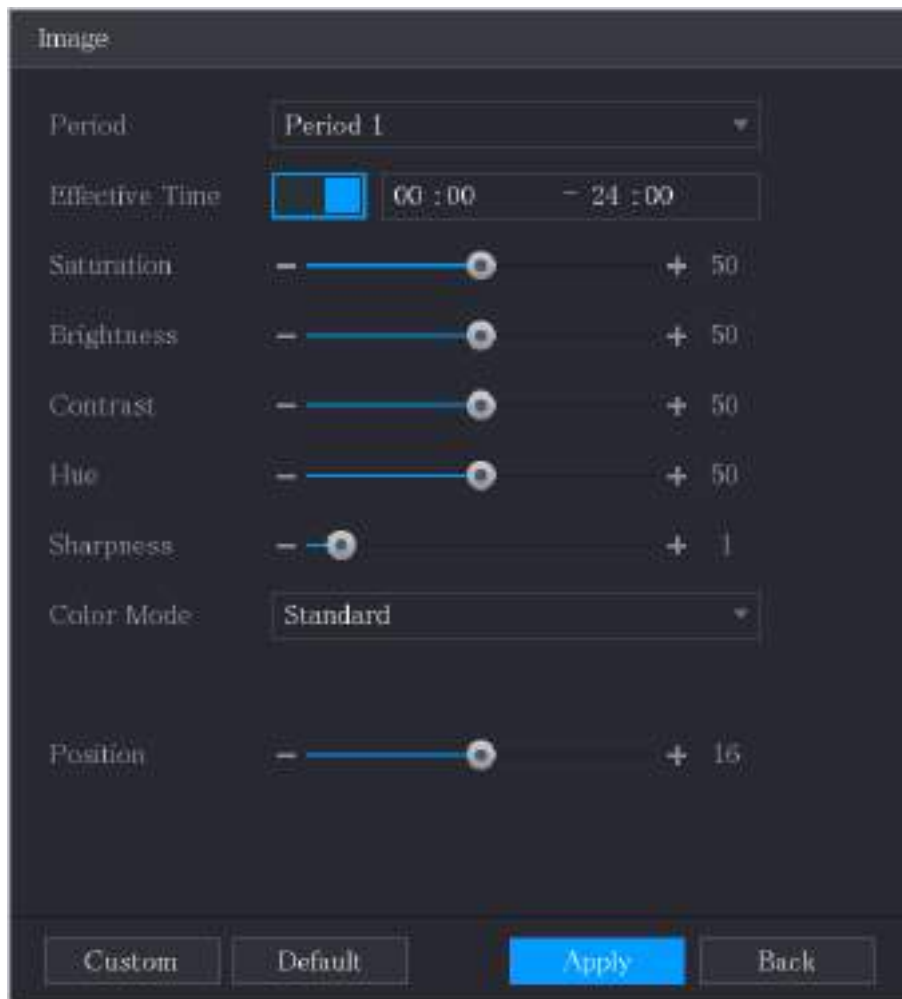 Image
Period Period 1
Effective Time 00 :00 - 24 :00
Saturation 50
Brightness 50
Contrast 50
Hue 50
Sharpness 1
Color Mode Standard
Position 16
Custom Default Apply Back